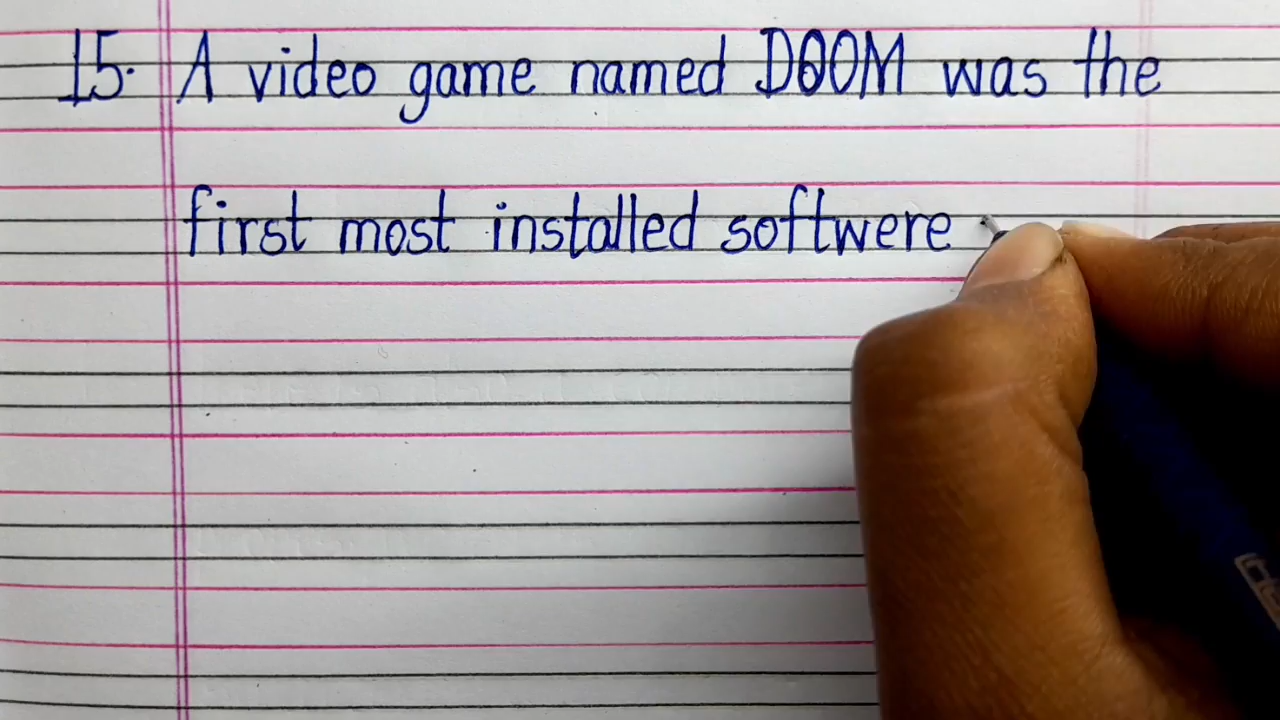 15. A video game named DOOM was the
first most installed softwere